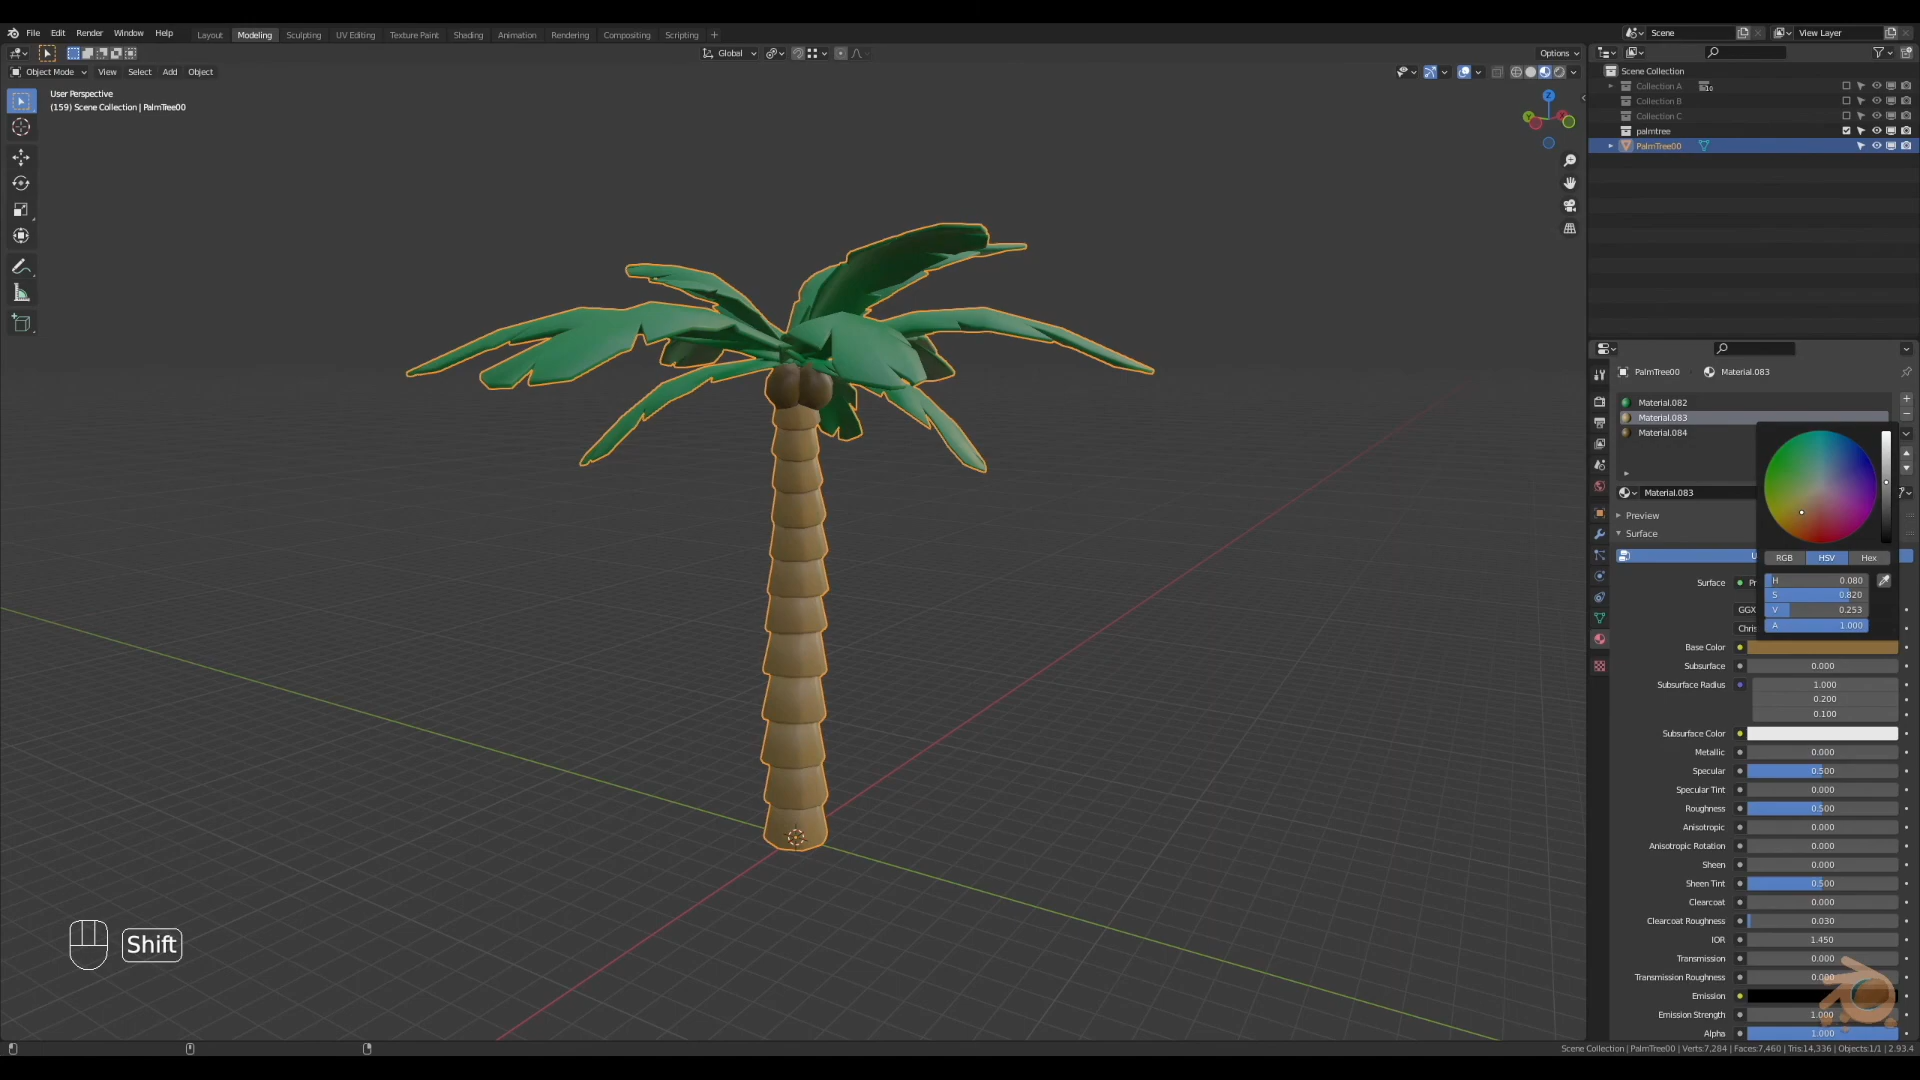 File Edit Render Window Help
Layout Modeling Sculpting UV Editing Texture Paint Shading Animation Rendering Compositing Scripting +
Scene
View Layer
Global
Options
Object Mode View Select Add Object
User Perspective
(159) Scene Collection | PalmTree00
Z
Y
X
Scene Collection
Collection A
Collection B
Collection C
palmtree
PalmTree00
PalmTree00 Material.083
Material.082
Material.083
Material.084
Material.083
Preview
Surface
RGB HSV Hex
H 0.080
S 0.820
V 0.253
A 1.000
Surface
GGX
Chris
Base Color
Subsurface 0.000
Subsurface Radius 1.000
0.200
0.100
Subsurface Color
Metallic 0.000
Specular 0.500
Specular Tint 0.000
Roughness 0.500
Anisotropic 0.000
Anisotropic Rotation 0.000
Sheen 0.000
Sheen Tint 0.500
Clearcoat 0.000
Clearcoat Roughness 0.030
IOR 1.450
Transmission 0.000
Transmission Roughness 0.000
Emission
Emission Strength 1.000
Alpha 1.000
Shift
Scene Collection | PalmTree00 | Verts:7,284 | Faces:7,460 | Tris:14,336 | Objects:1/1 | 2.93.4